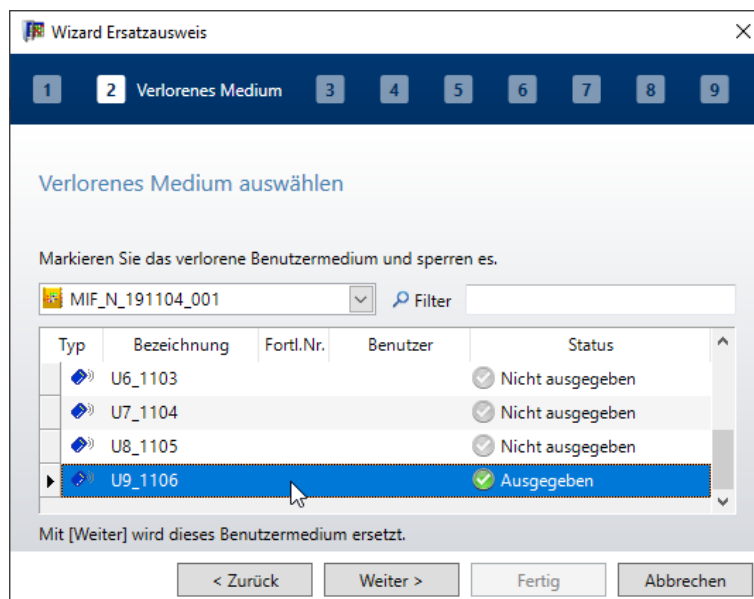 Wizard Ersatzausweis
1 2 Verlorenes Medium 3 4 5 6 7 8 9
Verlorenes Medium auswählen
Markieren Sie das verlorene Benutzermedium und sperren es.
MIF_N_191104_001 Filter
Typ Bezeichnung Fortl.Nr. Benutzer Status
U6_1103 Nicht ausgegeben
U7_1104 Nicht ausgegeben
U8_1105 Nicht ausgegeben
U9_1106 Ausgegeben
Mit [Weiter] wird dieses Benutzermedium ersetzt.
< Zurück Weiter > Fertig Abbrechen